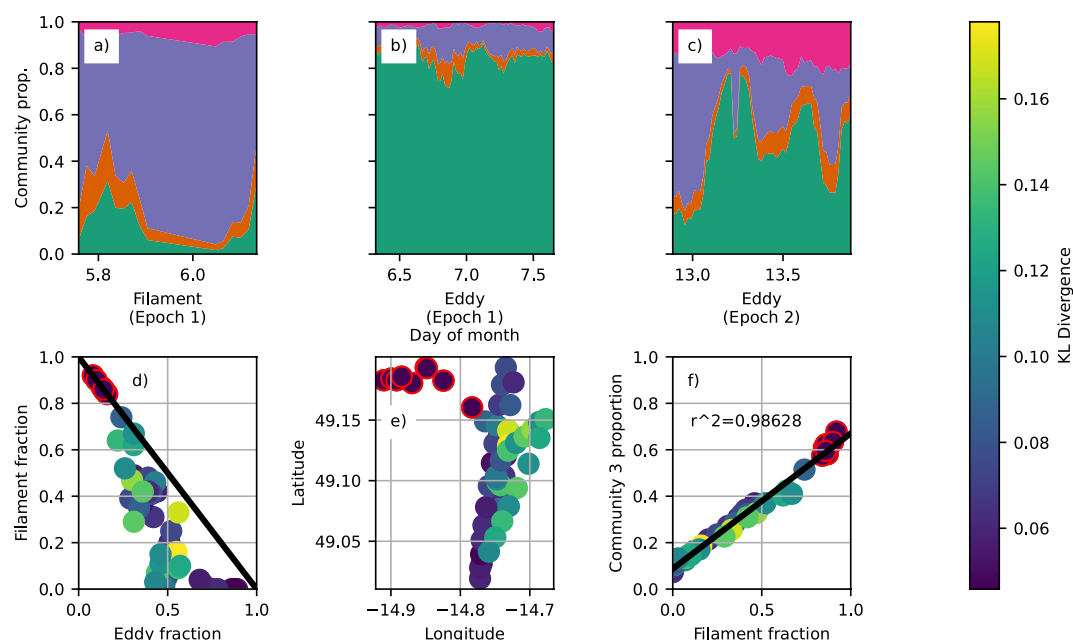 1.0
0.8
0.6
0.4
0.2
0.0
Community prop.
a)
5.8 6.0
Filament
(Epoch 1)
b)
6.5 7.0 7.5
Eddy
(Epoch 1)
Day of month
c)
13.0 13.5
Eddy
(Epoch 2)
1.0
0.8
0.6
0.4
0.2
0.0
Filament fraction
d)
0.0 0.5 1.0
Eddy fraction
49.15
49.10
49.05
Latitude
e)
−14.9 −14.8 −14.7
Longitude
1.0
0.8
0.6
0.4
0.2
0.0
Community 3 proportion
f)
r^2=0.98628
0.0 0.5 1.0
Filament fraction
0.16
0.14
0.12
0.10
0.08
0.06
KL Divergence